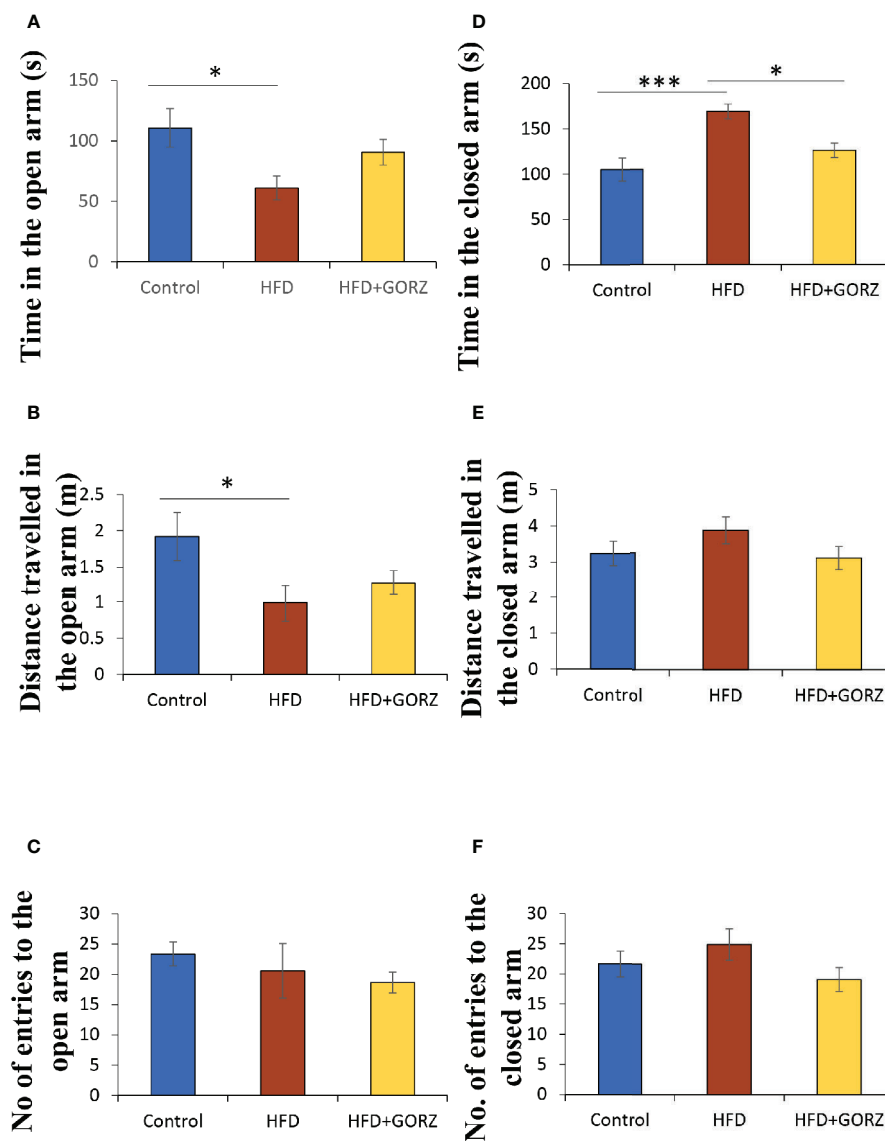 A
Time in the open arm (s)
150
100
50
0
*
Control HFD HFD+GORZ
D
Time in the closed arm (s)
200
150
100
50
0
*** *
Control HFD HFD+GORZ
B
Distance travelled in
the open arm (m)
2.5
2
1.5
1
0.5
0
*
Control HFD HFD+GORZ
E
Distance travelled in
the closed arm (m)
5
4
3
2
1
0
Control HFD HFD+GORZ
C
No of entries to the
open arm
30
25
20
15
10
5
0
Control HFD HFD+GORZ
F
No. of entries to the
closed arm
30
25
20
15
10
5
0
Control HFD HFD+GORZ